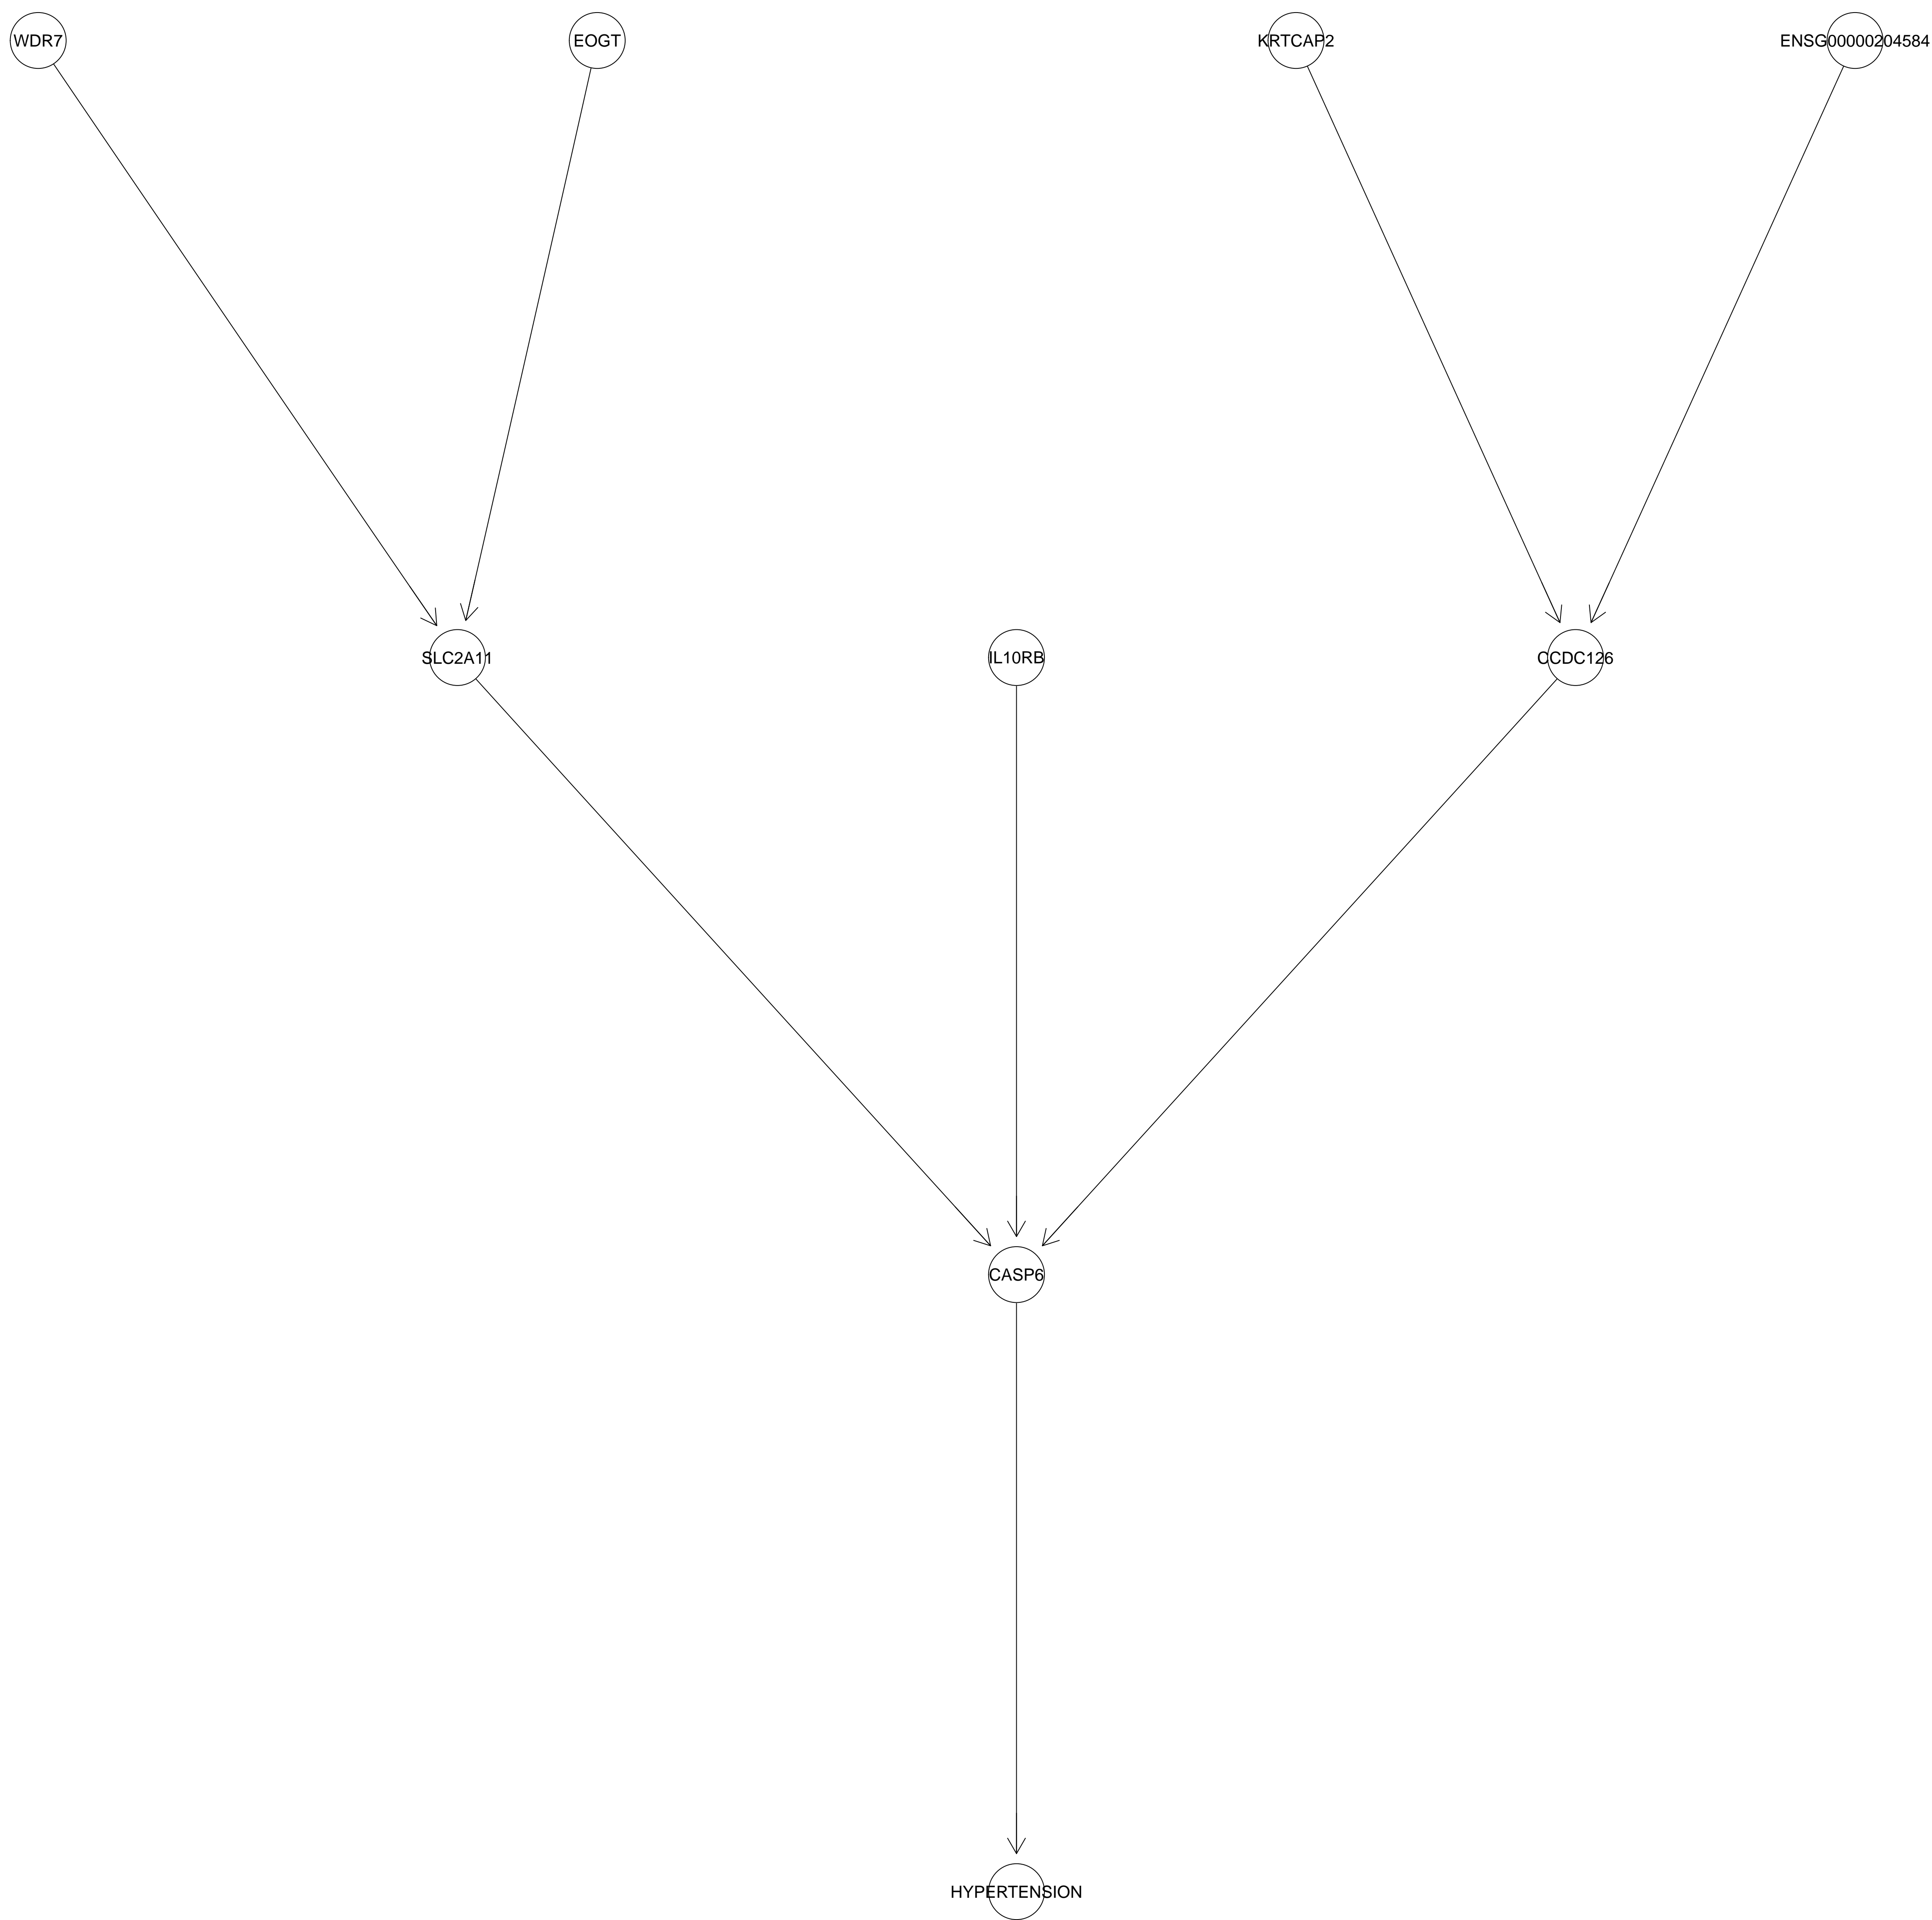 WDR7
EOGT
KRTCAP2
ENSG00000204584
SLC2A11
IL10RB
CCDC126
CASP6
HYPERTENSION